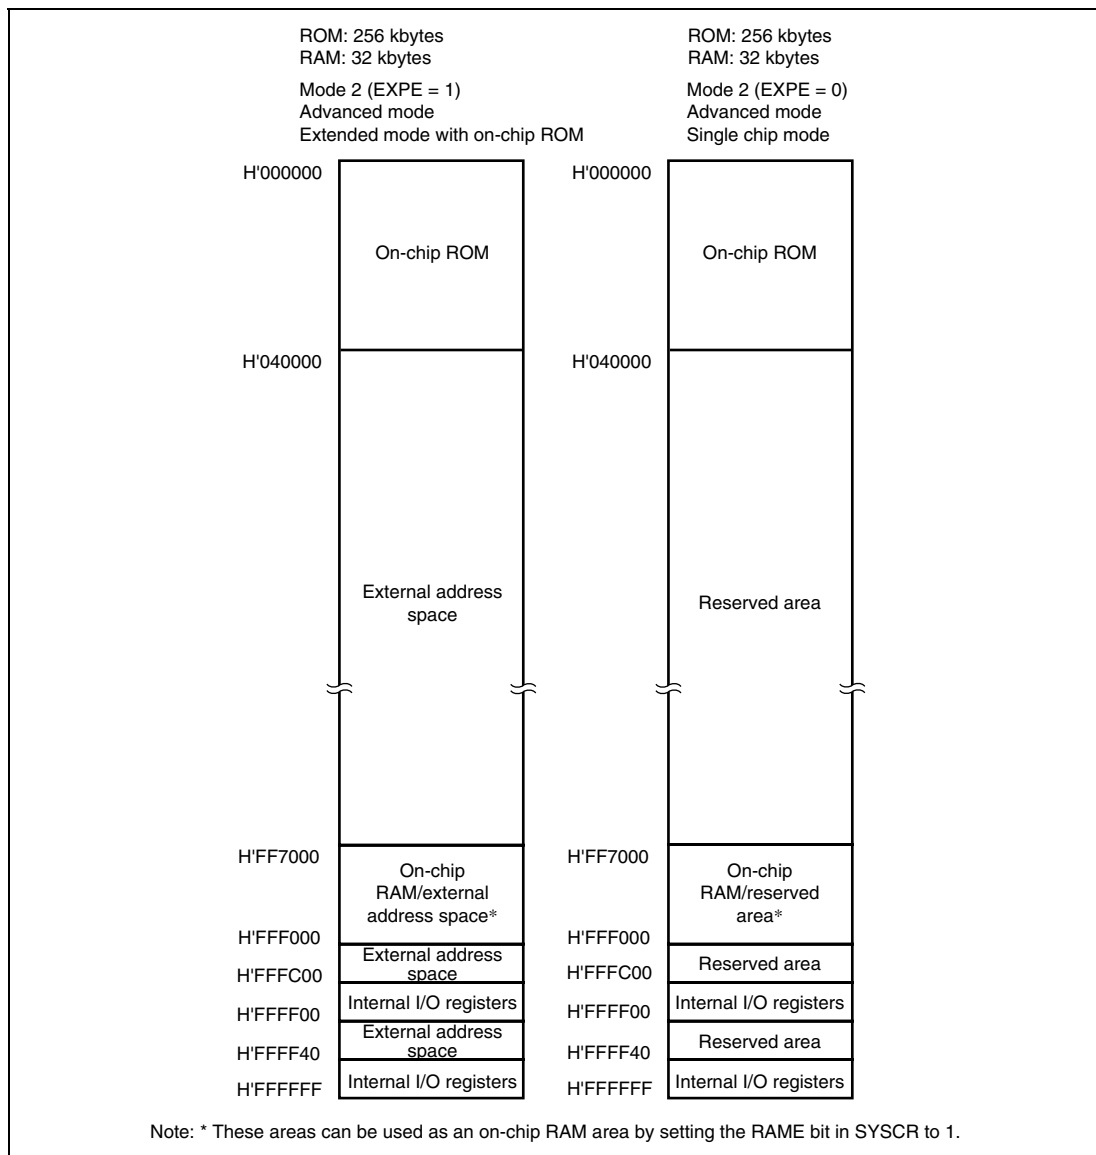 ROM: 256 kbytes
RAM: 32 kbytes
Mode 2 (EXPE = 1)
Advanced mode
Extended mode with on-chip ROM
H'000000
On-chip ROM
H'040000
External address
space
H'FF7000
On-chip
RAM/external
address space*
H'FFF000
External address
space
H'FFFC00
Internal I/O registers
H'FFFF00
External address
space
H'FFFF40
Internal I/O registers
H'FFFFFF
ROM: 256 kbytes
RAM: 32 kbytes
Mode 2 (EXPE = 0)
Advanced mode
Single chip mode
H'000000
On-chip ROM
H'040000
Reserved area
H'FF7000
On-chip
RAM/reserved
area*
H'FFF000
Reserved area
H'FFFC00
Internal I/O registers
H'FFFF00
Reserved area
H'FFFF40
Internal I/O registers
H'FFFFFF
Note: * These areas can be used as an on-chip RAM area by setting the RAME bit in SYSCR to 1.